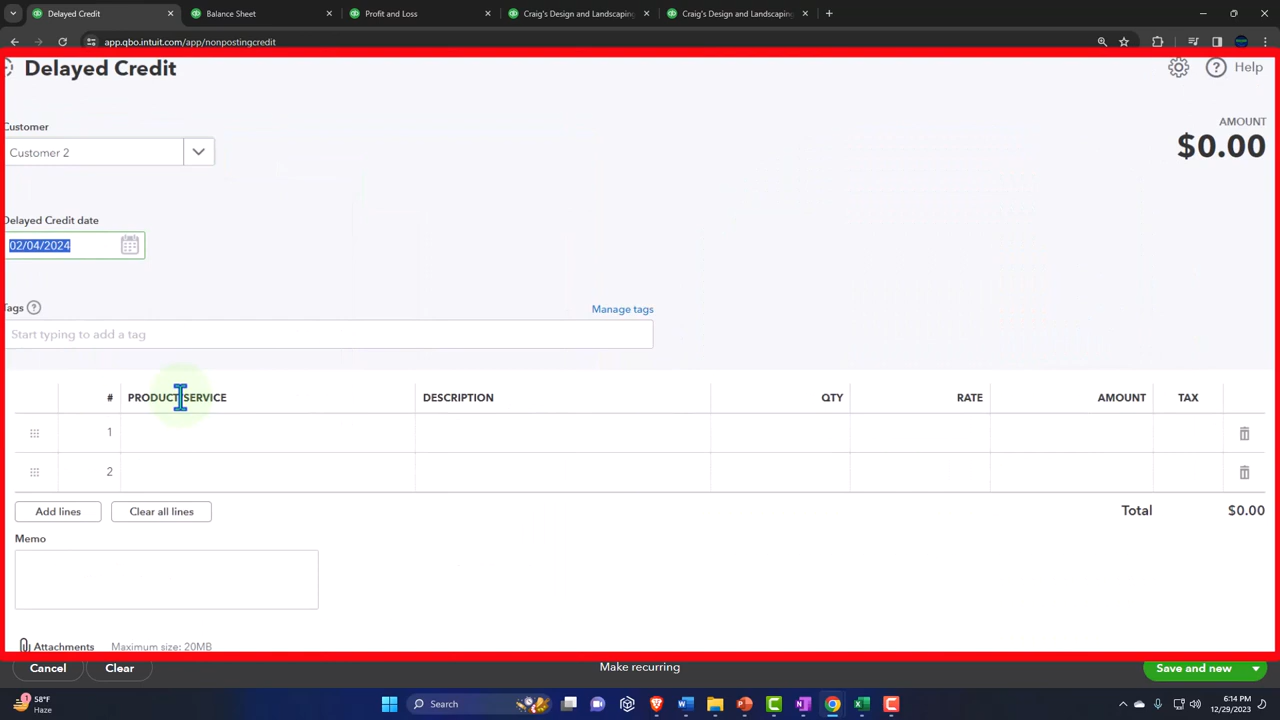 Delayed Credit
Balance Sheet
Profit and Loss
Craig's Design and Landscaping
Craig's Design and Landscaping
app.qbo.intuit.com/app/nonpostingcredit
Delayed Credit
Help
Customer
AMOUNT
Customer 2
$0.00
Delayed Credit date
02/04/2024
Tags
Manage tags
Start typing to add a tag
# PRODUCT/SERVICE DESCRIPTION QTY RATE AMOUNT TAX
1
2
Add lines Clear all lines Total $0.00
Memo
Attachments Maximum size: 20MB
Cancel Clear Make recurring Save and new
58°F
Haze
Search
6:14 PM
12/29/2023